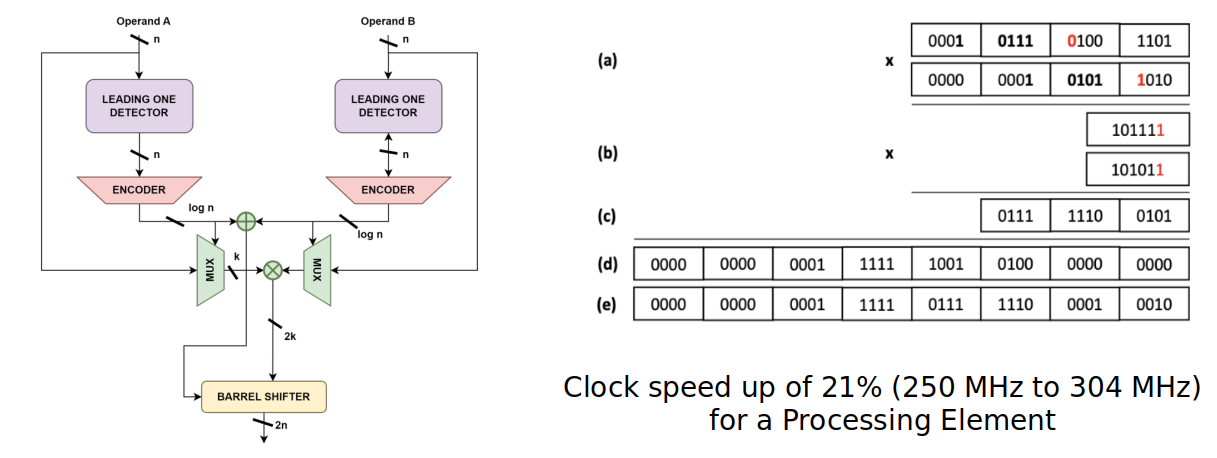 Operand A
n
LEADING ONE
DETECTOR
n
ENCODER
log n
Operand B
n
LEADING ONE
DETECTOR
n
ENCODER
log n
MUX
k
MUX
2k
BARREL SHIFTER
2n
(a)
x
0001 0111 0100 1101
0000 0001 0101 1010
(b)
x
101111
101011
(c) 0111 1110 0101
(d) 0000 0000 0001 1111 1001 0100 0000 0000
(e) 0000 0000 0001 1111 0111 1110 0001 0010
Clock speed up of 21% (250 MHz to 304 MHz)
for a Processing Element